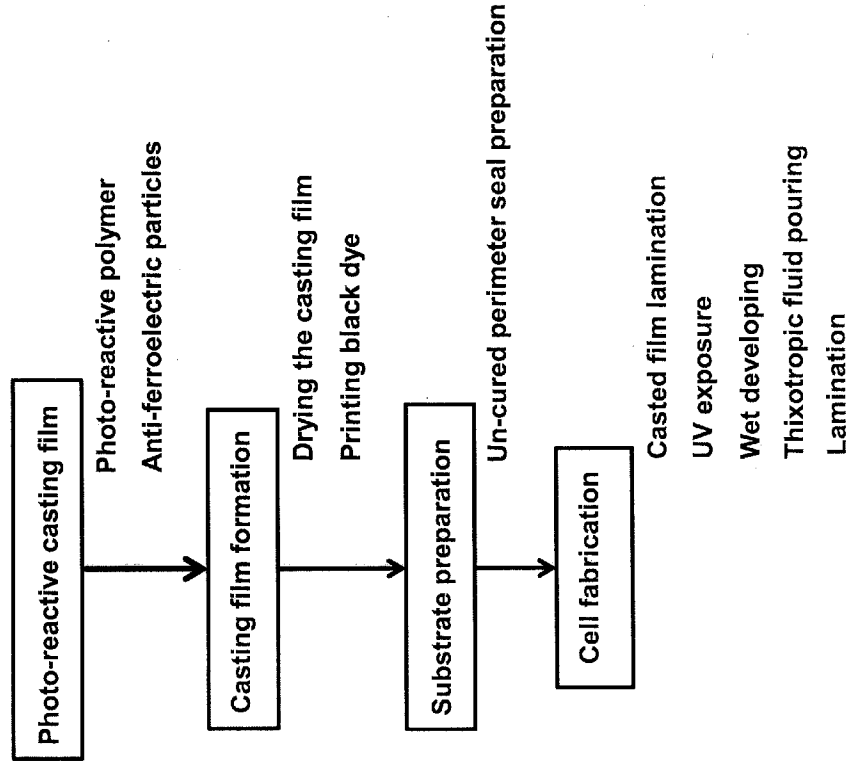 Photo-reactive casting film
Photo-reactive polymer
Anti-ferroelectric particles
Casting film formation
Drying the casting film
Printing black dye
Substrate preparation
Un-cured perimeter seal preparation
Cell fabrication
Casted film lamination
UV exposure
Wet developing
Thixotropic fluid pouring
Lamination